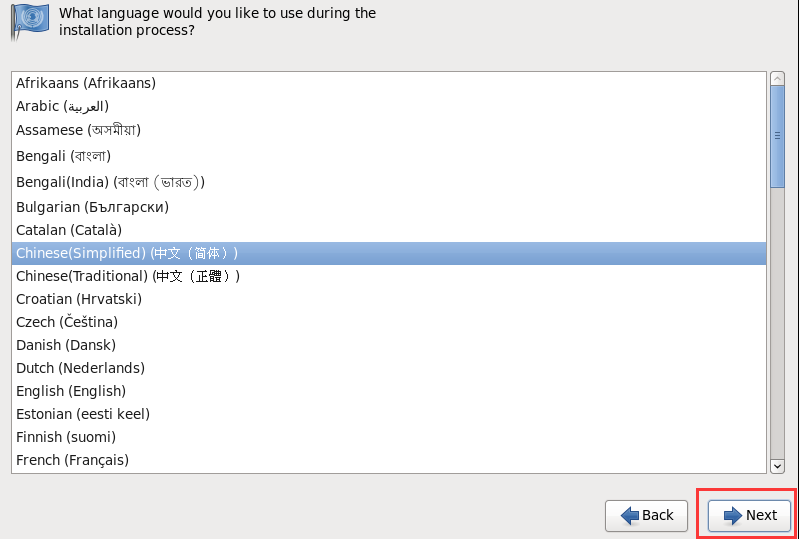 What language would you like to use during the
installation process?
Afrikaans (Afrikaans)
Arabic (العربية)
Assamese (অসমীয়া)
Bengali (বাংলা)
Bengali(India) (বাংলা (ভারত))
Bulgarian (Български)
Catalan (Català)
Chinese(Simplified) (中文（简体）)
Chinese(Traditional) (中文（正體）)
Croatian (Hrvatski)
Czech (Čeština)
Danish (Dansk)
Dutch (Nederlands)
English (English)
Estonian (eesti keel)
Finnish (suomi)
French (Français)
Back
Next